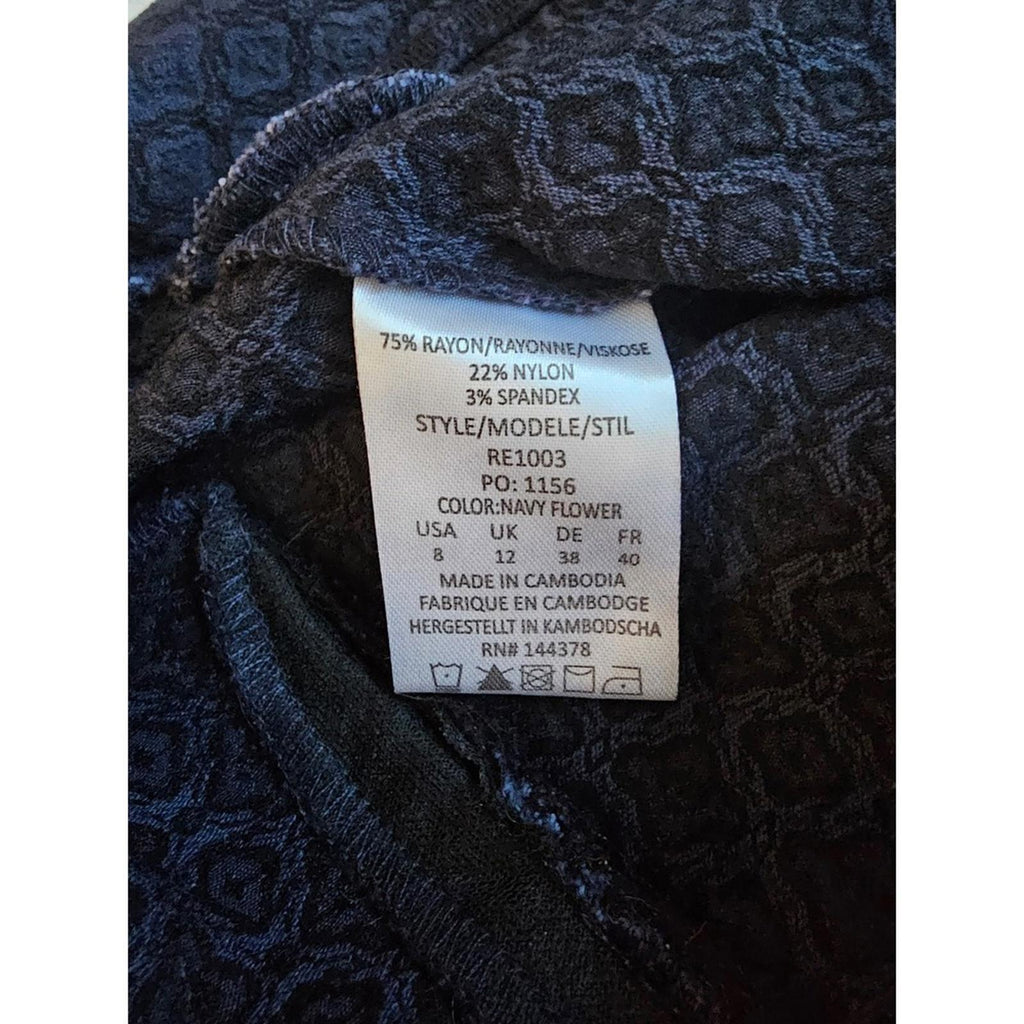 75% RAYON/RAYONNE/VISKOSE
22% NYLON
3% SPANDEX
STYLE/MODELE/STIL
RE1003
PO: 1156
COLOR:NAVY FLOWER
USA UK DE FR
8 12 38 40
MADE IN CAMBODIA
FABRIQUE EN CAMBODGE
HERGESTELLT IN KAMBODSCHA
RN# 144378